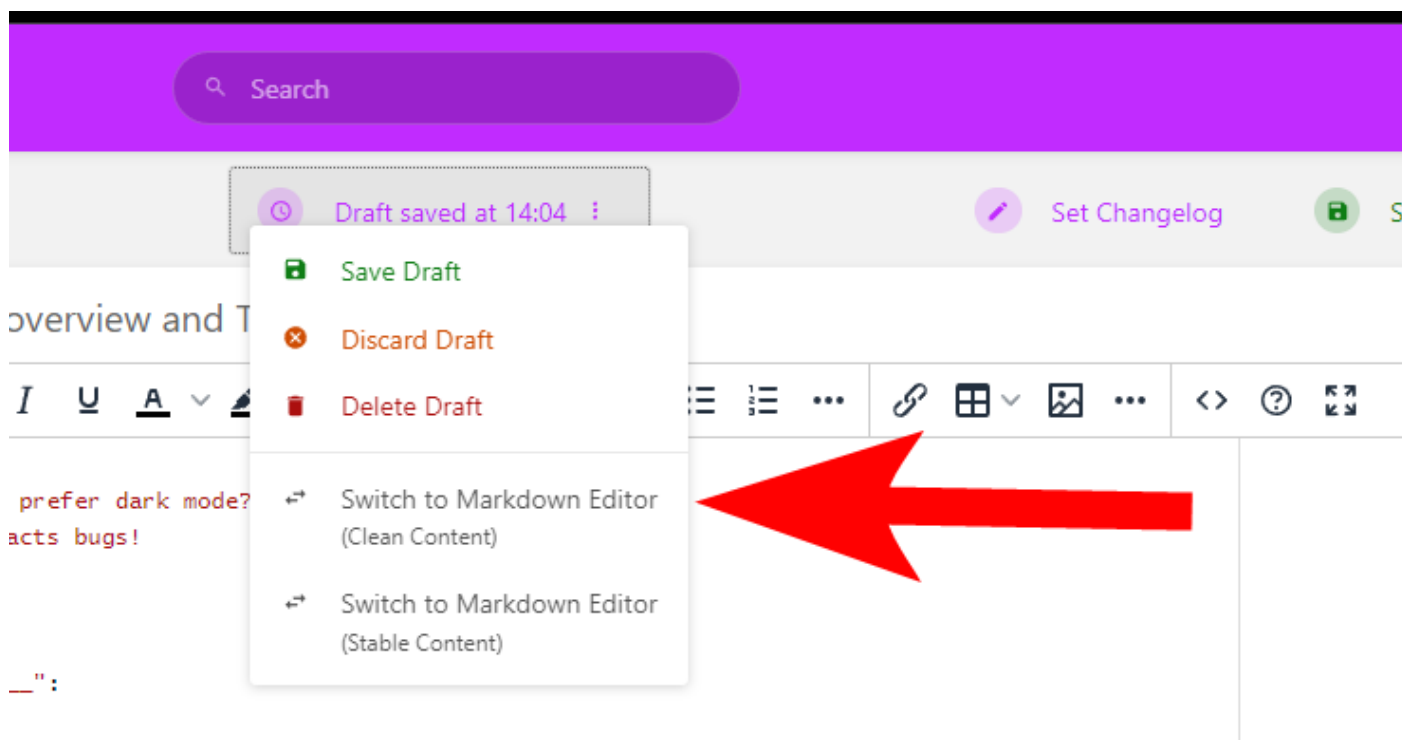 Search
Draft saved at 14:04
Set Changelog
S
Save Draft
overview and T
Discard Draft
I U A
Delete Draft
prefer dark mode?
Switch to Markdown Editor
(Clean Content)
acts bugs!
Switch to Markdown Editor
(Stable Content)
__":